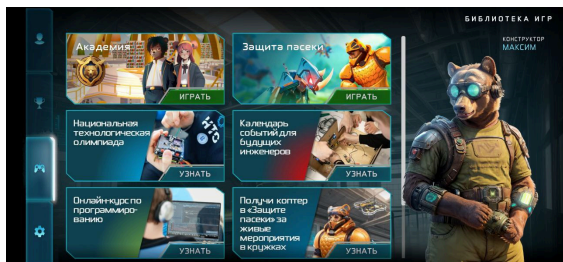 БИБЛИОТЕКА ИГР
КОНСТРУКТОР
МАКСИМ
Академия
ИГРАТЬ
Защита пасеки
ИГРАТЬ
Национальная
технологическая
олимпиада
УЗНАТЬ
Календарь
событий для
будущих
инженеров
УЗНАТЬ
Онлайн-курс по
программиро-
ванию
УЗНАТЬ
Получи коптер
в «Защите
пасеки» за
живые
мероприятия
в кружках
УЗНАТЬ